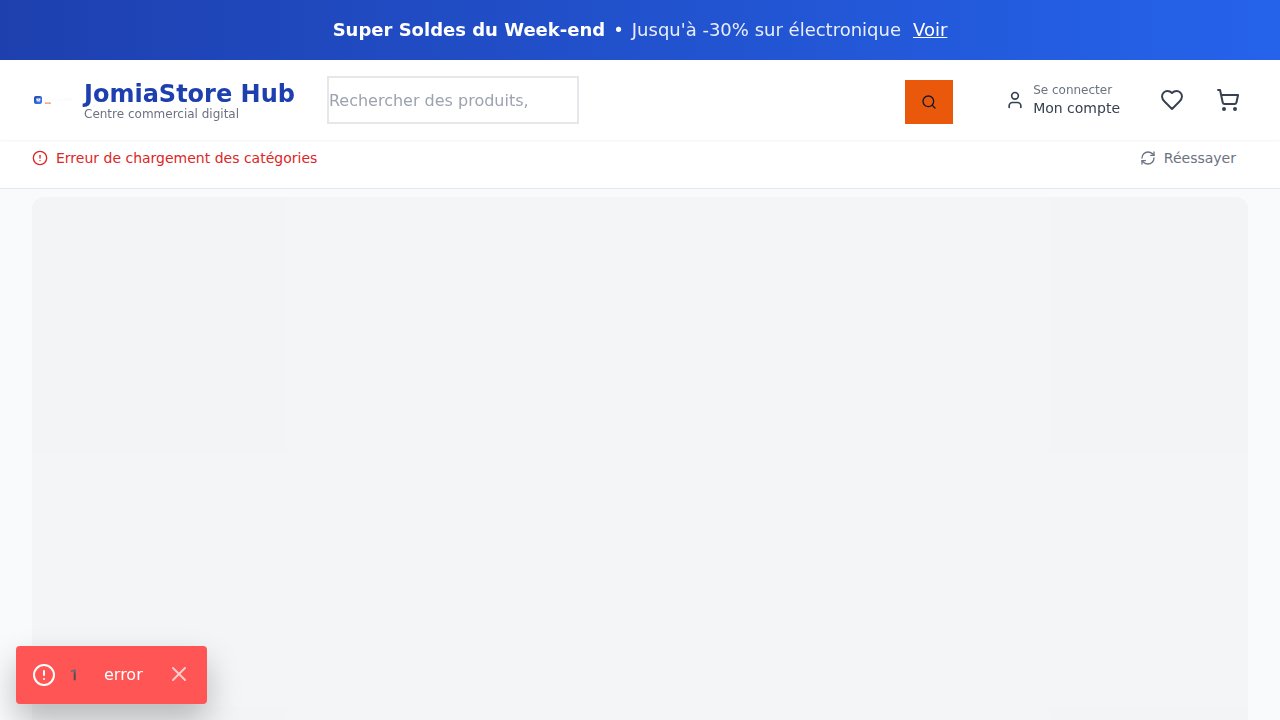 Super Soldes du Week-end • Jusqu'à -30% sur électronique Voir
JomiaStore Hub
Centre commercial digital
Rechercher des produits,
Se connecter
Mon compte
Erreur de chargement des catégories
Réessayer
1 error